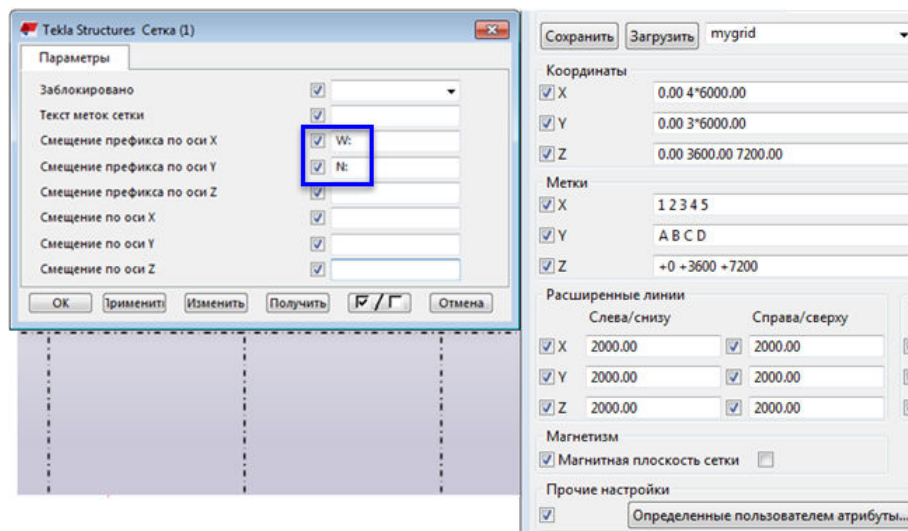 Tekla Structures Сетка (1)
Параметры
Заблокировано
Текст меток сетки
Смещение префикса по оси X W:
Смещение префикса по оси Y N:
Смещение префикса по оси Z
Смещение по оси X
Смещение по оси Y
Смещение по оси Z
OK Применить Изменить Получить / Отмена
Сохранить Загрузить mygrid
Координаты
X 0.00 4*6000.00
Y 0.00 3*6000.00
Z 0.00 3600.00 7200.00
Метки
X 1 2 3 4 5
Y A B C D
Z +0 +3600 +7200
Расширенные линии
Слева/снизу Справа/сверху
X 2000.00 2000.00
Y 2000.00 2000.00
Z 2000.00 2000.00
Магнетизм
Магнитная плоскость сетки
Прочие настройки
Определенные пользователем атрибуты...